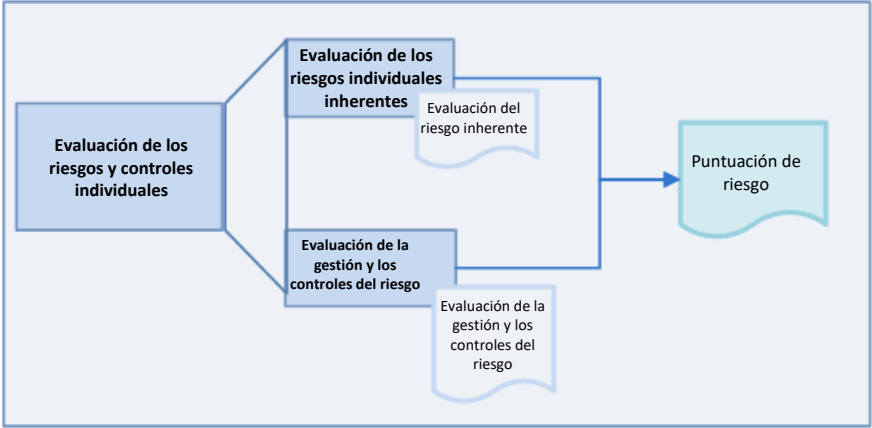 Evaluación de los
riesgos y controles
individuales
Evaluación de los
riesgos individuales
inherentes
Evaluación del
riesgo inherente
Evaluación de la
gestión y los
controles del riesgo
Evaluación de la
gestión y los
controles del
riesgo
Puntuación de
riesgo